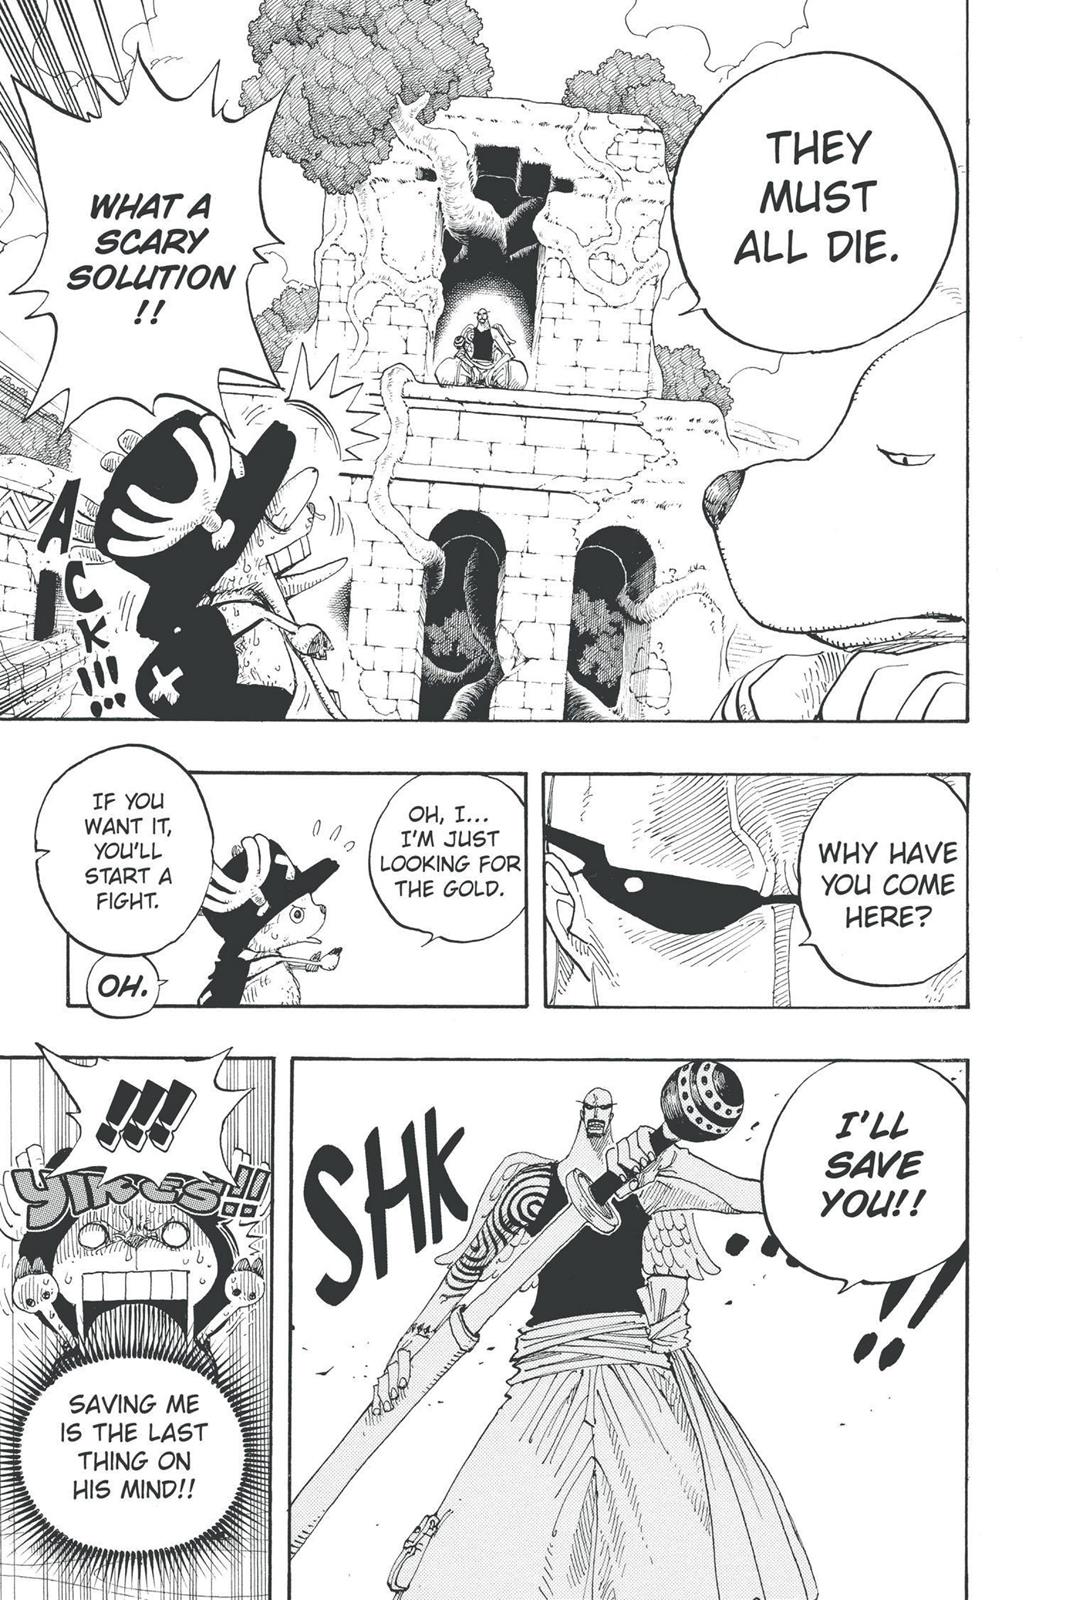 THEY
MUST
ALL DIE.
WHAT A
SCARY
SOLUTION
!!
ACK!!!
WHY HAVE
YOU COME
HERE?
OH, I...
I'M JUST
LOOKING FOR
THE GOLD.
IF YOU
WANT IT,
YOU'LL
START A
FIGHT.
OH.
I'LL
SAVE
YOU!!
!!
SHK
!!!
YIKES!!
SAVING ME
IS THE LAST
THING ON
HIS MIND!!